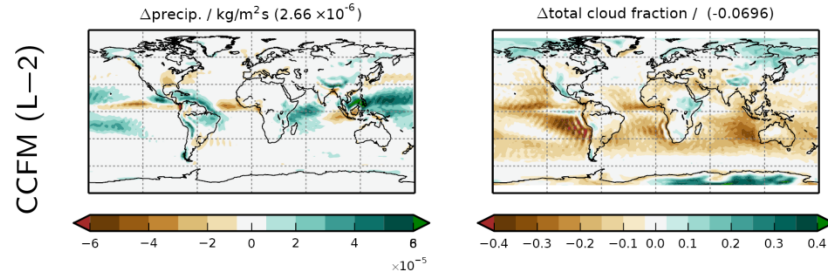 Δprecip. / kg/m²s (2.66 ×10⁻⁶)
Δtotal cloud fraction / (-0.0696)
CCFM (L−2)
−6 −4 −2 0 2 4 6
×10⁻⁵
−0.4 −0.3 −0.2 −0.1 0.0 0.1 0.2 0.3 0.4